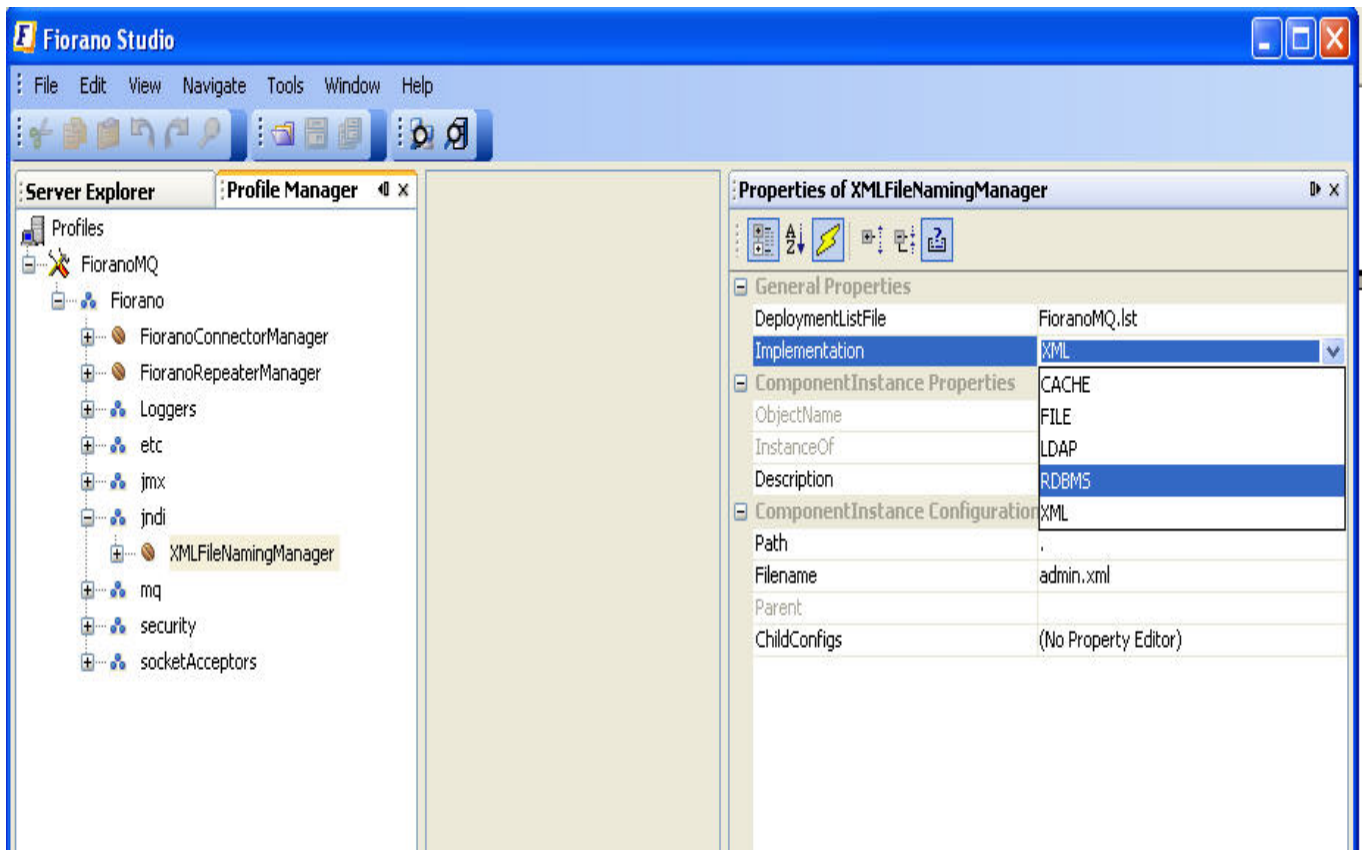 Fiorano Studio
File Edit View Navigate Tools Window Help
Server Explorer Profile Manager
Profiles
FioranoMQ
Fiorano
FioranoConnectorManager
FioranoRepeaterManager
Loggers
etc
jmx
jndi
XMLFileNamingManager
mq
security
socketAcceptors
Properties of XMLFileNamingManager
General Properties
DeploymentListFile FioranoMQ.lst
Implementation XML
ComponentInstance Properties CACHE
ObjectName FILE
InstanceOf LDAP
Description RDBMS
ComponentInstance Configuration XML
Path .
Filename admin.xml
Parent
ChildConfigs (No Property Editor)